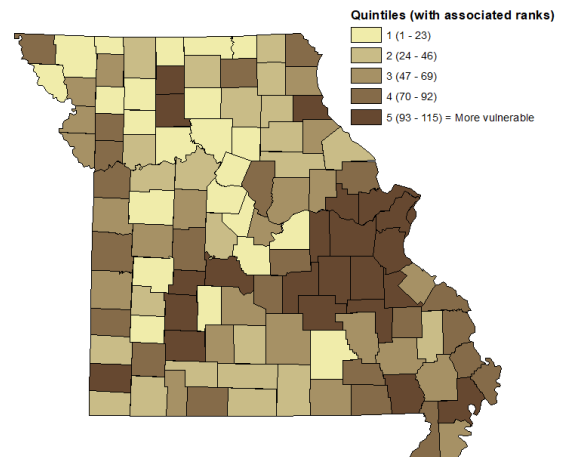 Quintiles (with associated ranks)
1 (1 - 23)
2 (24 - 46)
3 (47 - 69)
4 (70 - 92)
5 (93 - 115) = More vulnerable